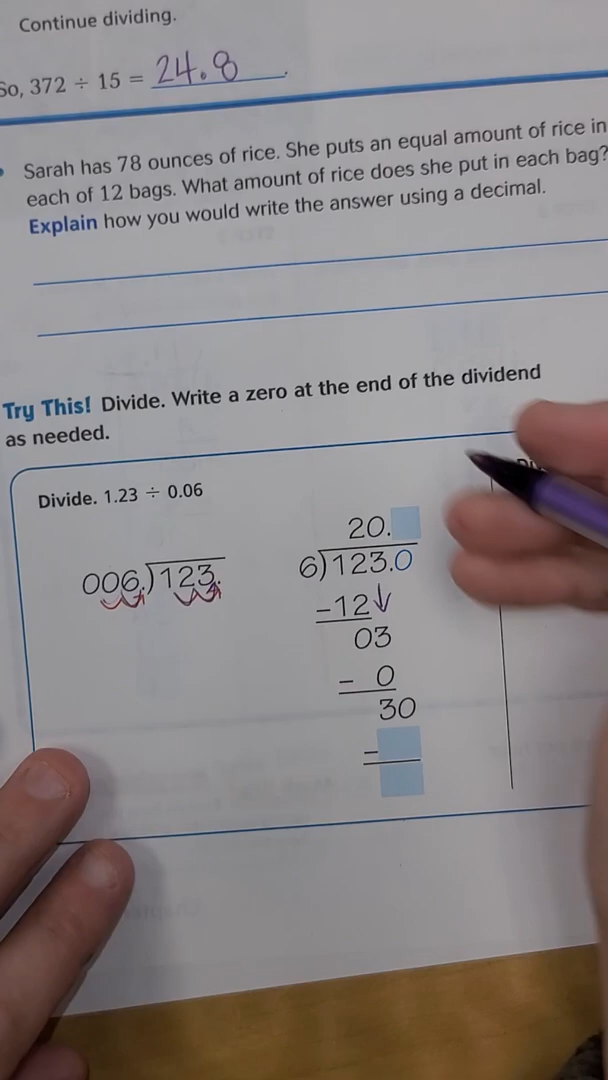 Continue dividing.
So, 372 ÷ 15 = 24.8.
Sarah has 78 ounces of rice. She puts an equal amount of rice in
each of 12 bags. What amount of rice does she put in each bag?
Explain how you would write the answer using a decimal.
Try This! Divide. Write a zero at the end of the dividend
as needed.
Divide. 1.23 ÷ 0.06
006.)123.
20.
6)123.0
-12
03
- 0
30
-